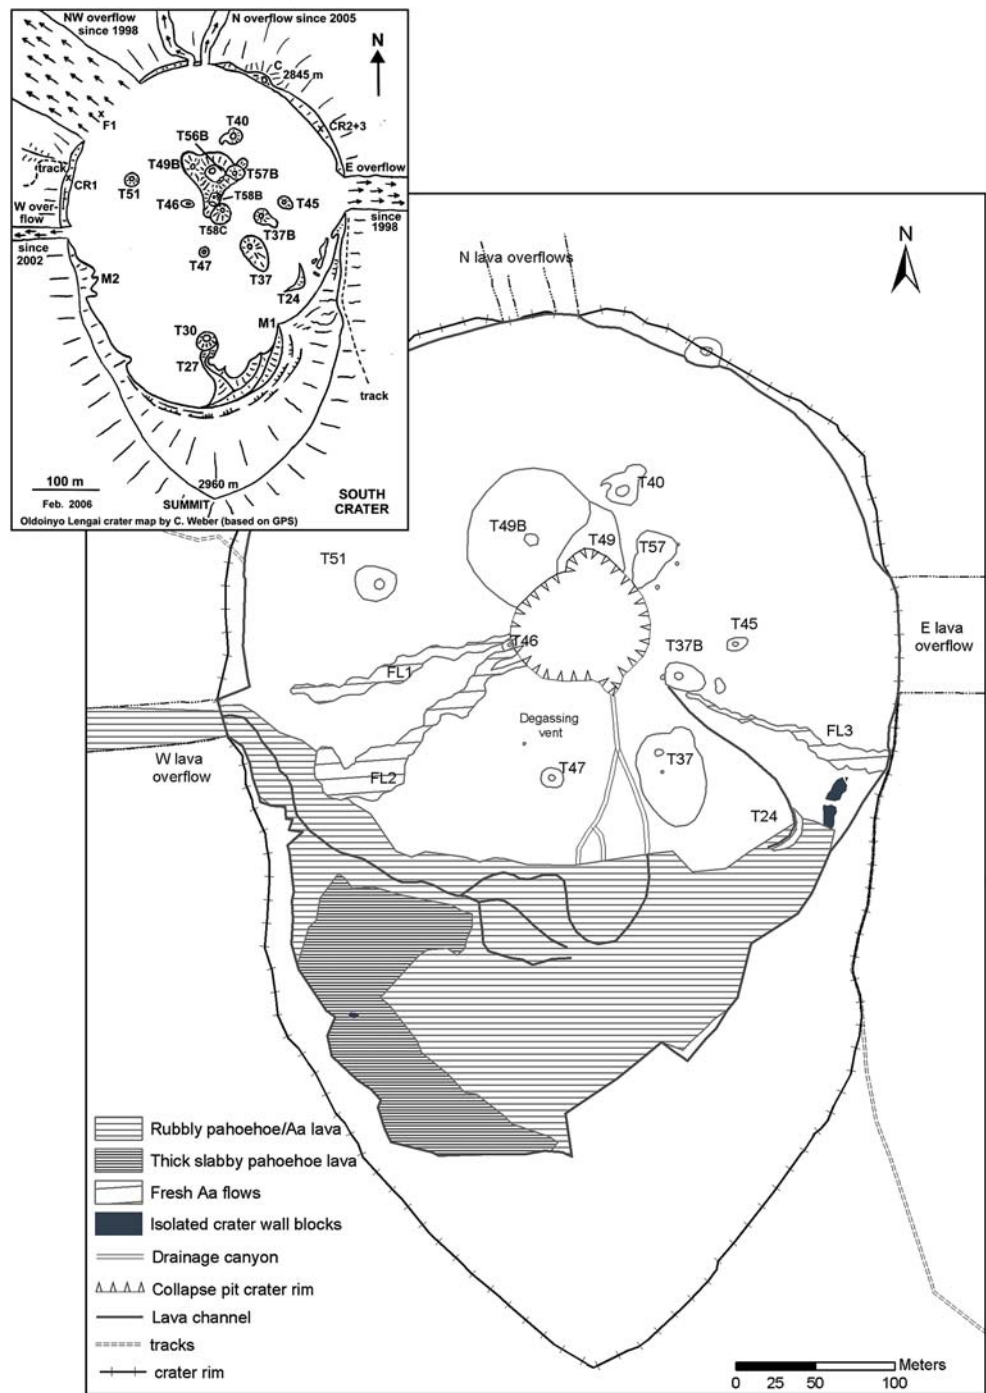 NW overflow
since 1998
N overflow since 2005
C
2845 m
N
F1
CR2+3
T40
T56B
T49B
T57B
E overflow
track
CR1
T51
T46
T58B
T45
W over-
flow
since
1998
T58C
T37B
since
2002
T47
T37
M2
T24
T30
M1
T27
track
100 m
2960 m
Feb. 2006
SUMMIT
SOUTH
CRATER
Oldoinyo Lengai crater map by C. Weber (based on GPS)
N
N lava overflows
T40
T49B
T49
T57
T51
T46
T45
T37B
E lava
overflow
FL1
Degassing
vent
FL3
W lava
overflow
FL2
T47
T37
T24
Rubbly pahoehoe/Aa lava
Thick slabby pahoehoe lava
Fresh Aa flows
Isolated crater wall blocks
Drainage canyon
Collapse pit crater rim
Lava channel
tracks
crater rim
Meters
0 25 50 100